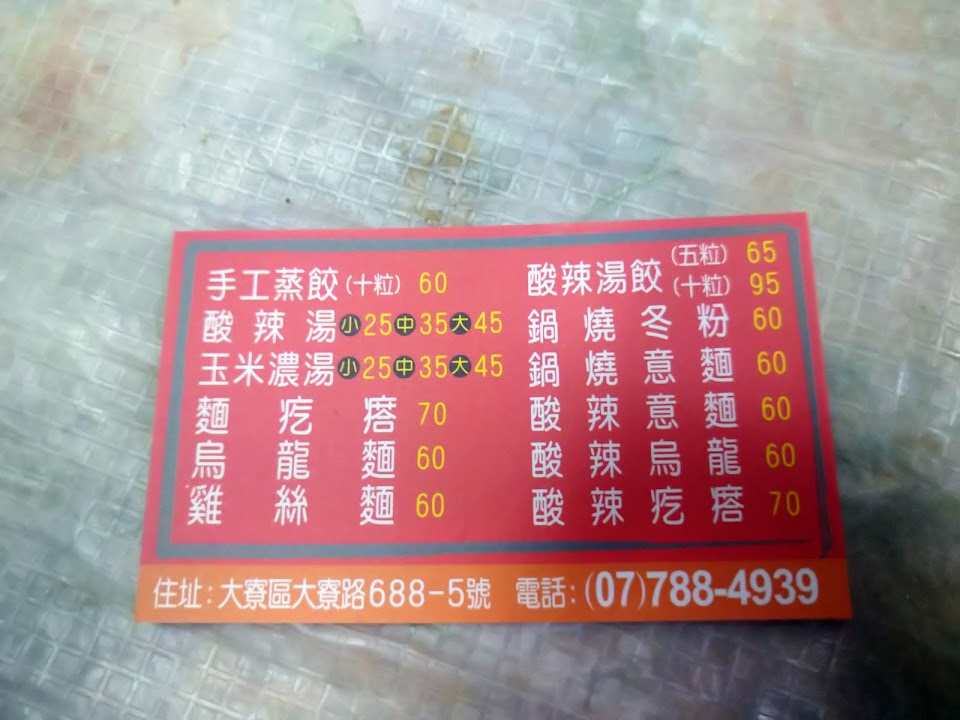 手工蒸餃(十粒) 60
酸辣湯小25中35大45
玉米濃湯小25中35大45
麵疙瘩 70
烏龍麵 60
雞絲麵 60
酸辣湯餃(五粒) 65
(十粒) 95
鍋燒冬粉 60
鍋燒意麵 60
酸辣意麵 60
酸辣烏龍 60
酸辣疙瘩 70
住址:大寮區大寮路688-5號 電話:(07)788-4939